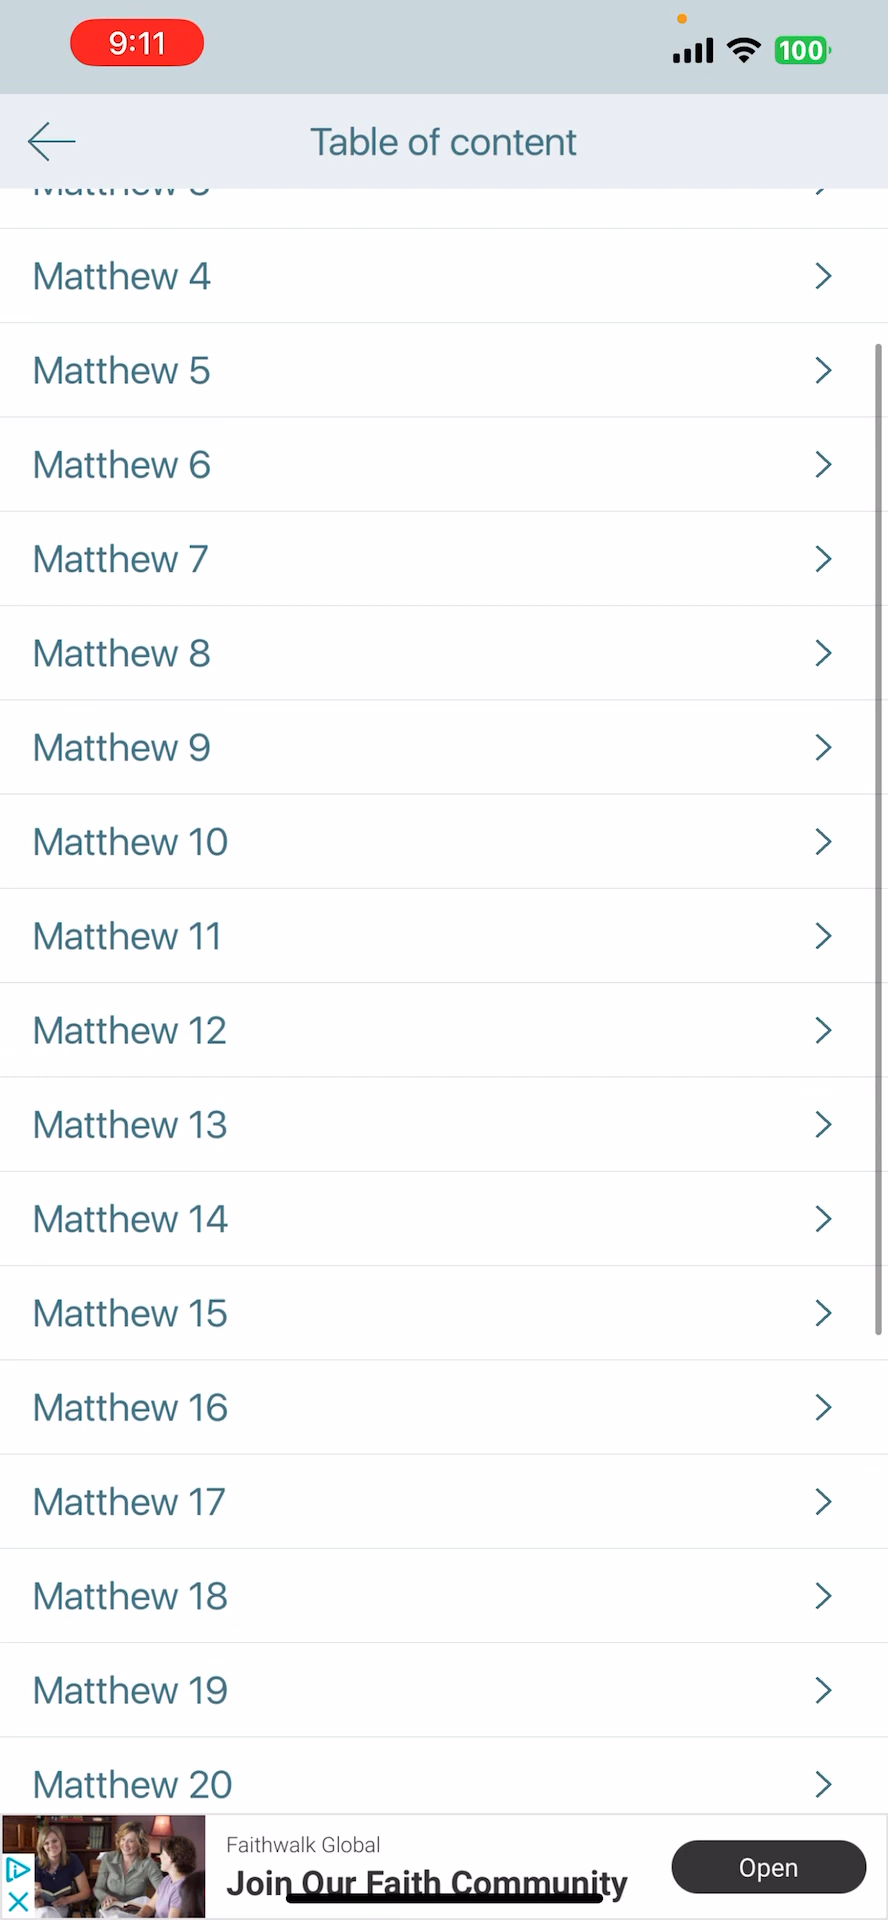 9:11
100
Table of content
Matthew 4
Matthew 5
Matthew 6
Matthew 7
Matthew 8
Matthew 9
Matthew 10
Matthew 11
Matthew 12
Matthew 13
Matthew 14
Matthew 15
Matthew 16
Matthew 17
Matthew 18
Matthew 19
Matthew 20
Faithwalk Global
Join Our Faith Community
Open